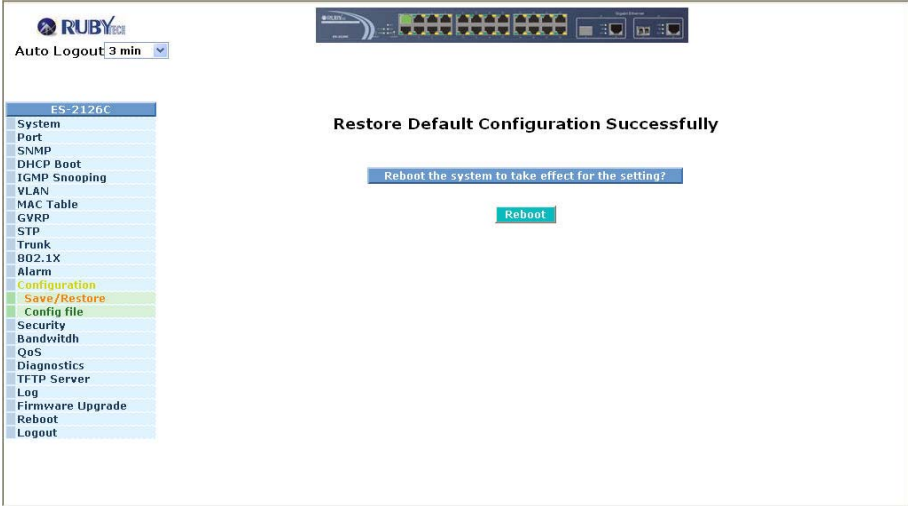 RUBYTECH
Auto Logout 3 min
ES-2126C
System
Port
SNMP
DHCP Boot
IGMP Snooping
VLAN
MAC Table
GVRP
STP
Trunk
802.1X
Alarm
Configuration
Save/Restore
Config file
Security
Bandwitdh
QoS
Diagnostics
TFTP Server
Log
Firmware Upgrade
Reboot
Logout
Restore Default Configuration Successfully
Reboot the system to take effect for the setting?
Reboot